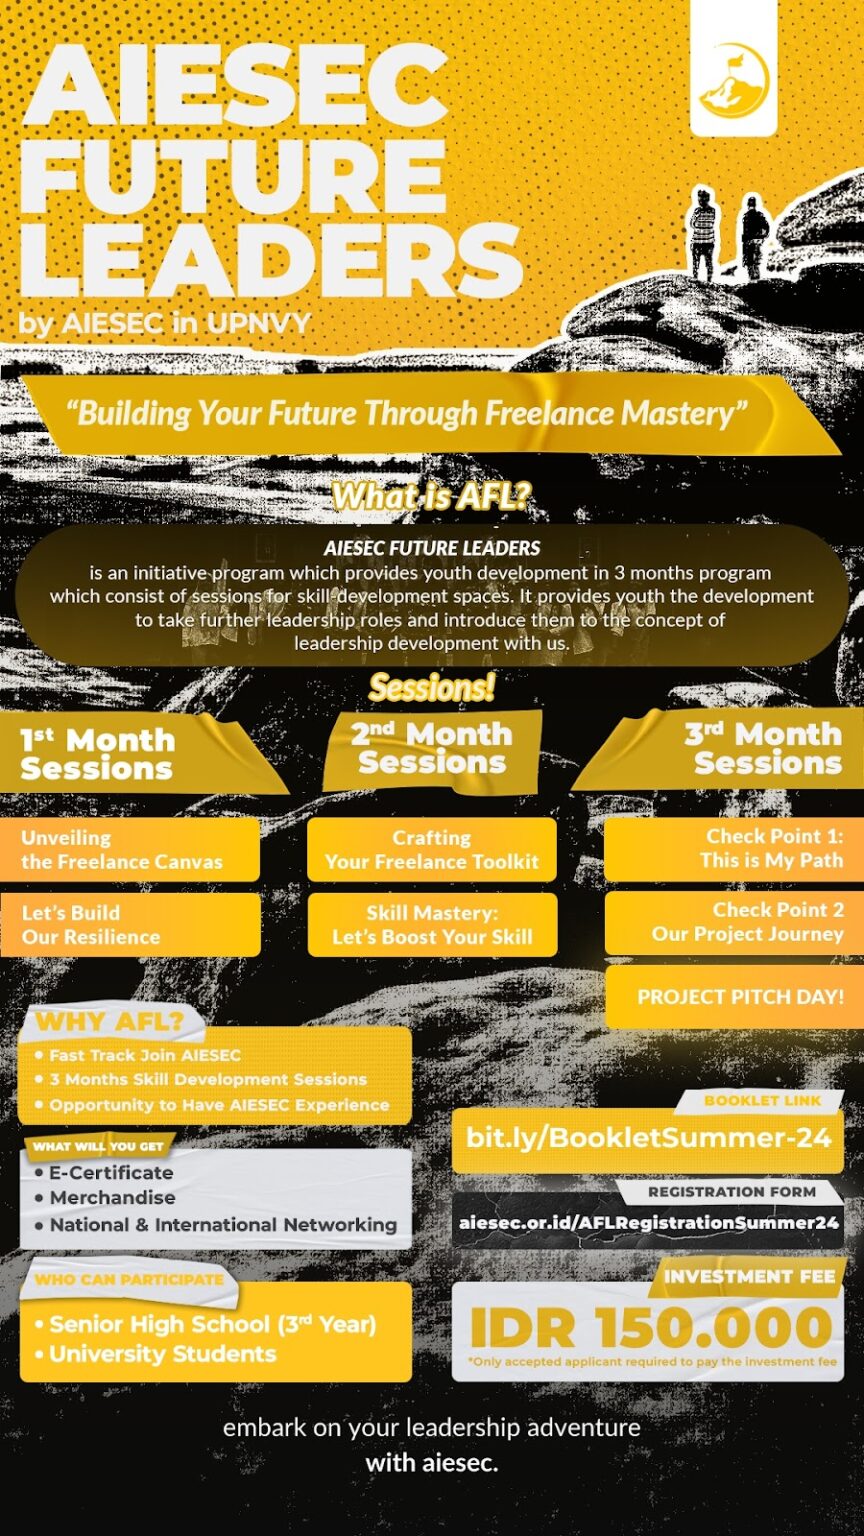 AIESEC
FUTURE
LEADERS
by AIESEC in UPNVY
“Building Your Future Through Freelance Mastery”
What is AFL?
AIESEC FUTURE LEADERS
is an initiative program which provides youth development in 3 months program
which consist of sessions for skill-development spaces. It provides youth the development
to take further leadership roles and introduce them to the concept of
leadership development with us.
Sessions!
1st Month
Sessions
Unveiling
the Freelance Canvas
Let's Build
Our Resilience
2nd Month
Sessions
Crafting
Your Freelance Toolkit
Skill Mastery:
Let's Boost Your Skill
3rd Month
Sessions
Check Point 1:
This is My Path
Check Point 2
Our Project Journey
PROJECT PITCH DAY!
WHY AFL?
• Fast Track Join AIESEC
• 3 Months Skill Development Sessions
• Opportunity to Have AIESEC Experience
WHAT WILL YOU GET
• E-Certificate
• Merchandise
• National & International Networking
WHO CAN PARTICIPATE
• Senior High School (3rd Year)
• University Students
BOOKLET LINK
bit.ly/BookletSummer-24
REGISTRATION FORM
aiesec.or.id/AFLRegistrationSummer24
INVESTMENT FEE
IDR 150.000
*Only accepted applicant required to pay the investment fee
embark on your leadership adventure
with aiesec.